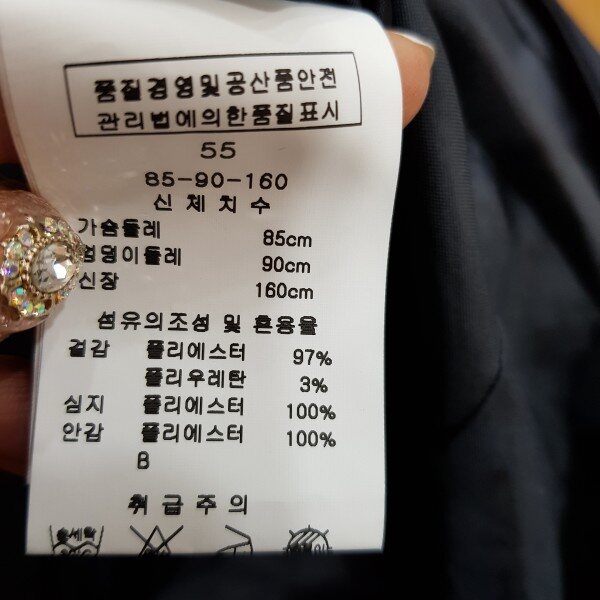 품질경영및공산품안전
관리법에의한품질표시
55
85-90-160
신체치수
가슴둘레 85cm
엉덩이둘레 90cm
신장 160cm
섬유의조성 및 혼용율
겉감 폴리에스터 97%
폴리우레탄 3%
심지 폴리에스터 100%
안감 폴리에스터 100%
B
취급주의